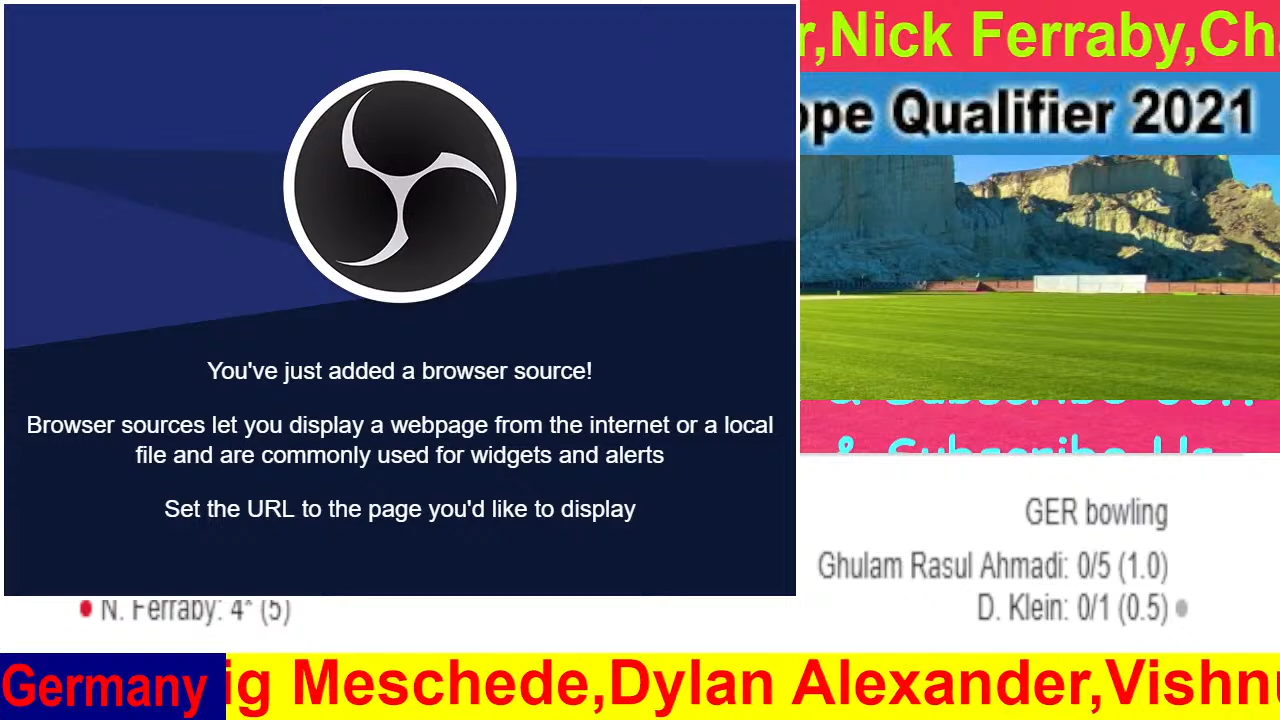 r,Nick Ferraby,Ch
ope Qualifier 2021
You've just added a browser source!
Browser sources let you display a webpage from the internet or a local
file and are commonly used for widgets and alerts
Set the URL to the page you'd like to display
& Subscribe Us
GER bowling
Ghulam Rasul Ahmadi: 0/5 (1.0)
N. Ferraby: 4* (5)
D. Klein: 0/1 (0.5)
Germany
ig Meschede,Dylan Alexander,Vishn